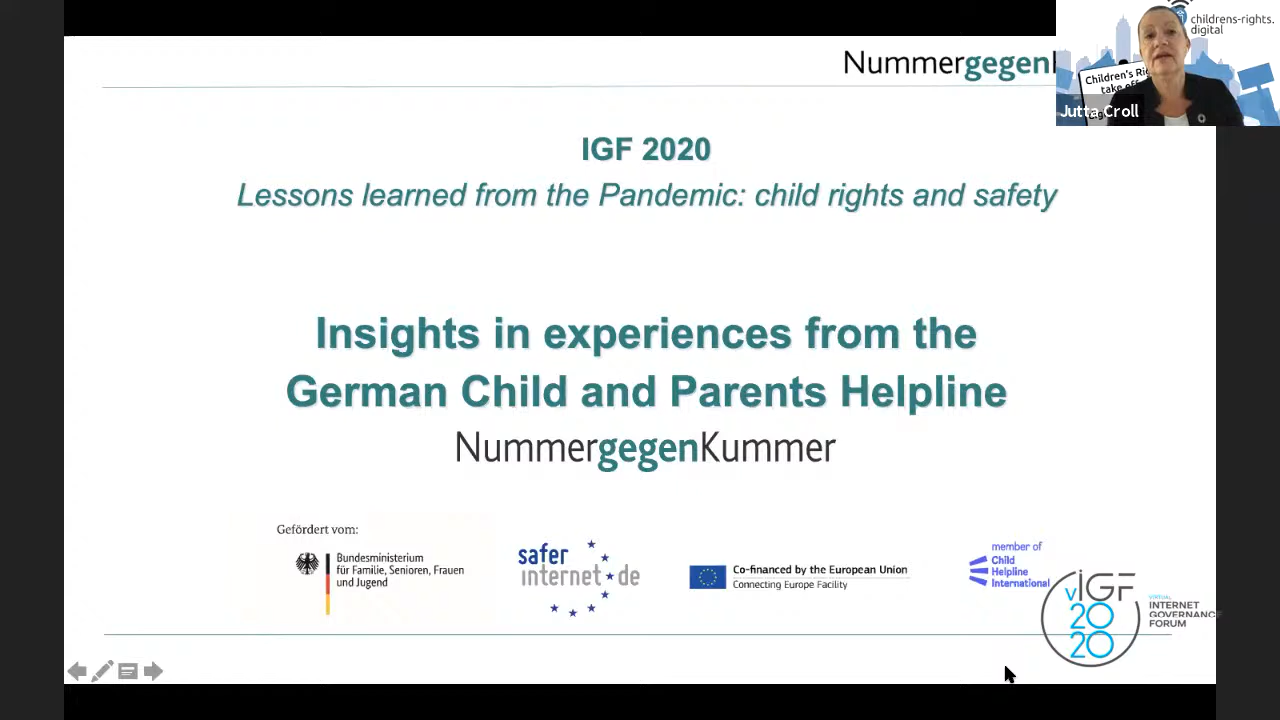 childrens-rights.
digital
Children's
take off
Jutta Croll
Nummergegen
IGF 2020
Lessons learned from the Pandemic: child rights and safety
Insights in experiences from the
German Child and Parents Helpline
NummergegenKummer
Gefördert vom:
Bundesministerium
für Familie, Senioren, Frauen
und Jugend
safer
internet.de
Co-financed by the European Union
Connecting Europe Facility
member of
Child
Helpline
International
vIGF
2020
VIRTUAL
INTERNET
GOVERNANCE
FORUM